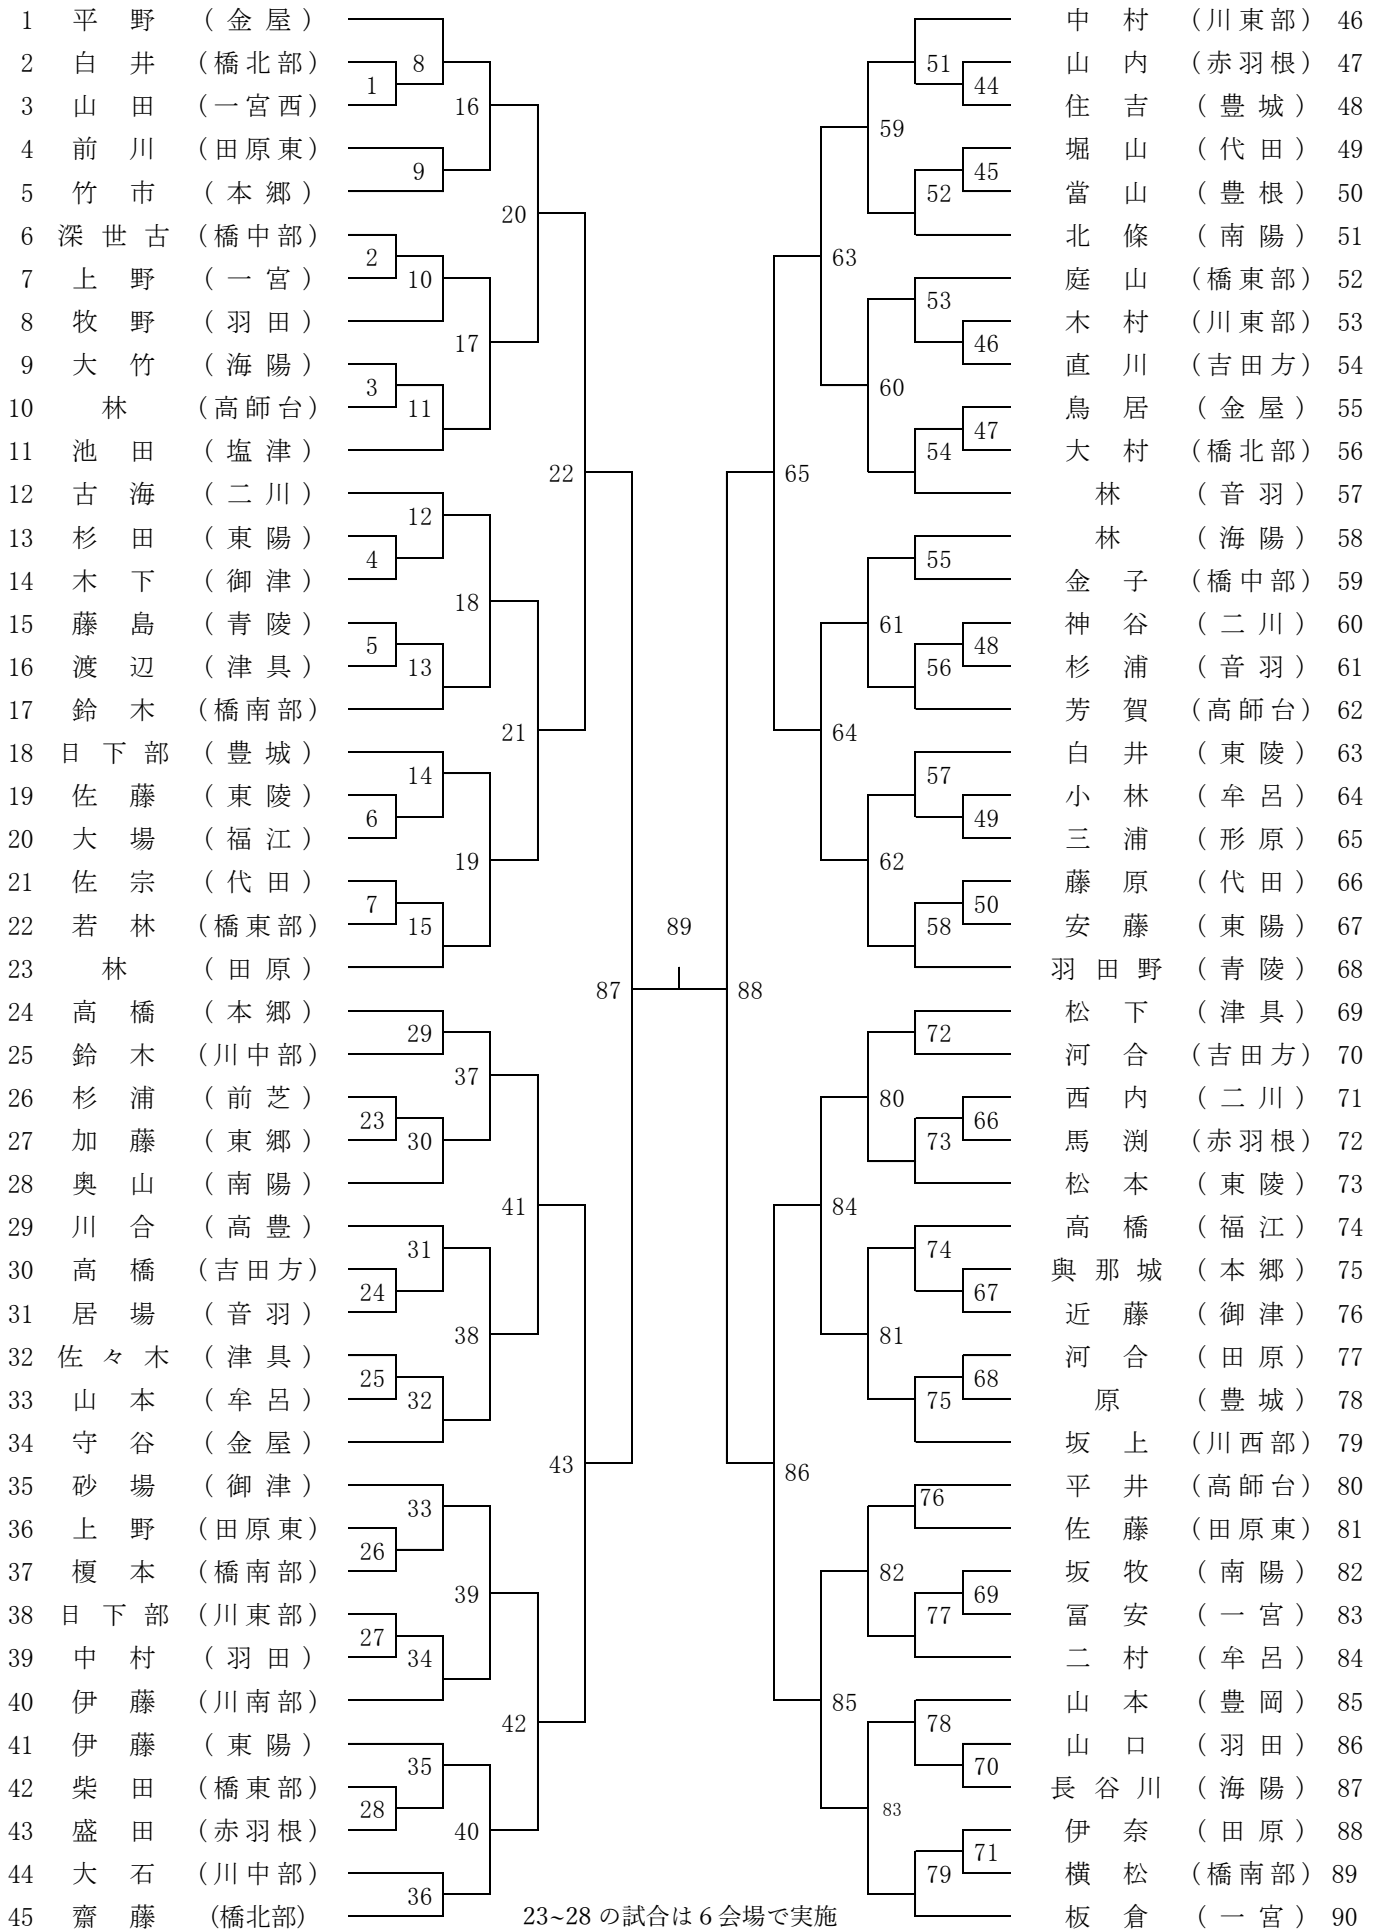 1 平野 (金屋)
2 白井 (橋北部)
3 山田 (一宮西)
4 前川 (田原東)
5 竹市 (本郷)
6 深世古 (橋中部)
7 上野 (一宮)
8 牧野 (羽田)
9 大竹 (海陽)
10 林 (高師台)
11 池田 (塩津)
12 古海 (二川)
13 杉田 (東陽)
14 木下 (御津)
15 藤島 (青陵)
16 渡辺 (津具)
17 鈴木 (橋南部)
18 日下部 (豊城)
19 佐藤 (東陵)
20 大場 (福江)
21 佐宗 (代田)
22 若林 (橋東部)
23 林 (田原)
24 高橋 (本郷)
25 鈴木 (川中部)
26 杉浦 (前芝)
27 加藤 (東郷)
28 奥山 (南陽)
29 川合 (高豊)
30 高橋 (吉田方)
31 居場 (音羽)
32 佐々木 (津具)
33 山本 (牟呂)
34 守谷 (金屋)
35 砂場 (御津)
36 上野 (田原東)
37 榎本 (橋南部)
38 日下部 (川東部)
39 中村 (羽田)
40 伊藤 (川南部)
41 伊藤 (東陽)
42 柴田 (橋東部)
43 盛田 (赤羽根)
44 大石 (川中部)
45 齋藤 (橋北部)
1
2
3
4
5
6
7
23
24
25
26
27
28
8
9
10
11
12
13
14
15
29
30
31
32
33
34
35
36
16
17
18
19
37
38
39
40
20
21
41
42
22
43
87
89
88
65
86
63
64
84
85
59
60
61
62
80
81
82
83
51
52
53
54
55
56
57
58
72
73
74
75
76
77
78
79
44
45
46
47
48
49
50
66
67
68
69
70
71
中村 (川東部) 46
山内 (赤羽根) 47
住吉 (豊城) 48
堀山 (代田) 49
當山 (豊根) 50
北條 (南陽) 51
庭山 (橋東部) 52
木村 (川東部) 53
直川 (吉田方) 54
鳥居 (金屋) 55
大村 (橋北部) 56
林 (音羽) 57
林 (海陽) 58
金子 (橋中部) 59
神谷 (二川) 60
杉浦 (音羽) 61
芳賀 (高師台) 62
白井 (東陵) 63
小林 (牟呂) 64
三浦 (形原) 65
藤原 (代田) 66
安藤 (東陽) 67
羽田野 (青陵) 68
松下 (津具) 69
河合 (吉田方) 70
西内 (二川) 71
馬渕 (赤羽根) 72
松本 (東陵) 73
高橋 (福江) 74
與那城 (本郷) 75
近藤 (御津) 76
河合 (田原) 77
原 (豊城) 78
坂上 (川西部) 79
平井 (高師台) 80
佐藤 (田原東) 81
坂牧 (南陽) 82
冨安 (一宮) 83
二村 (牟呂) 84
山本 (豊岡) 85
山口 (羽田) 86
長谷川 (海陽) 87
伊奈 (田原) 88
横松 (橋南部) 89
板倉 (一宮) 90
23~28 の試合は 6 会場で実施